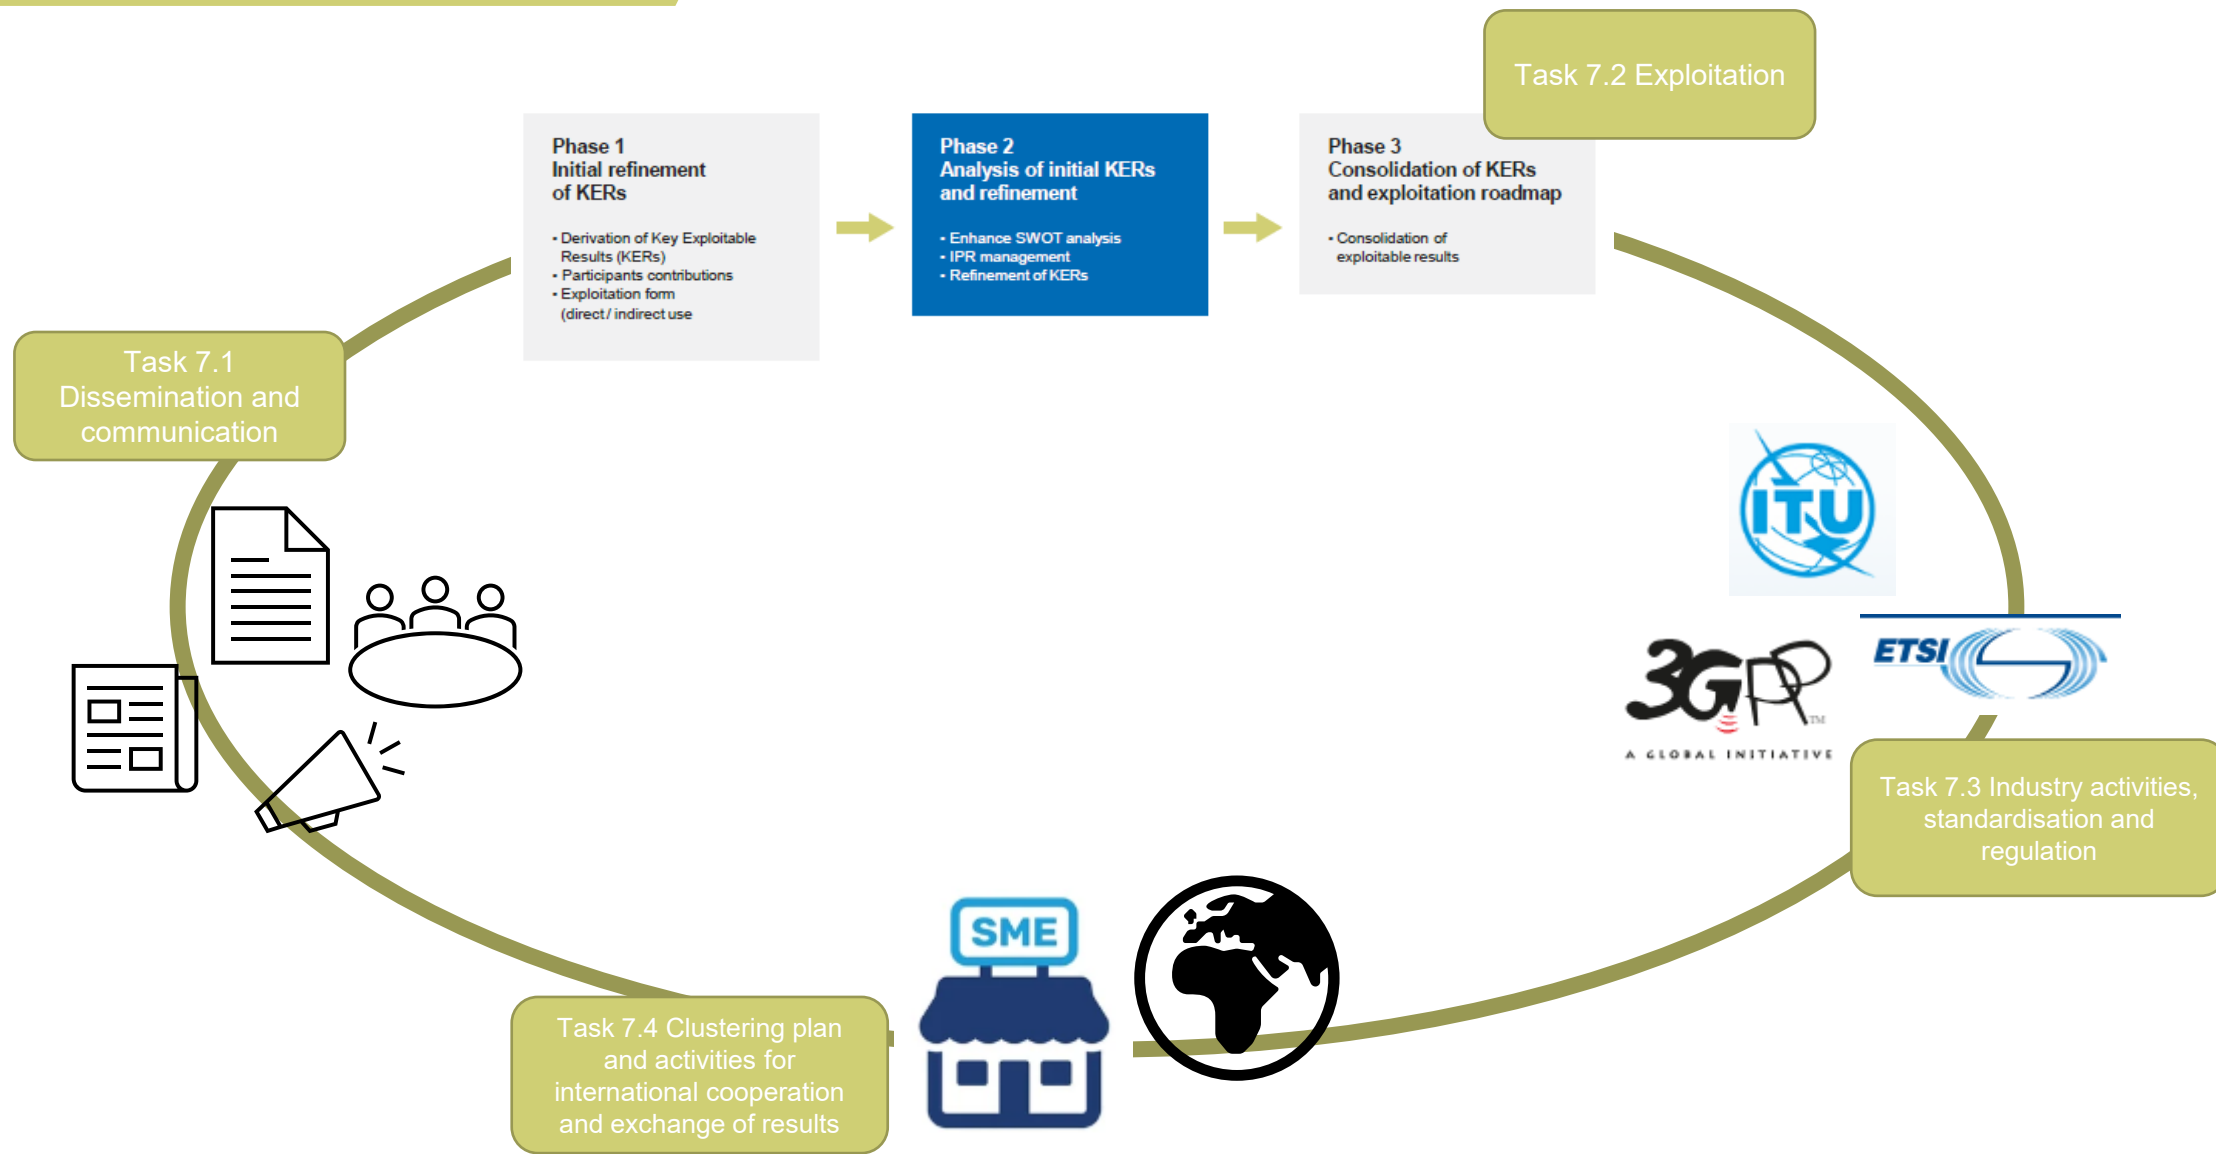 Task 7.2 Exploitation
Phase 1
Initial refinement
of KERs
▪ Derivation of Key Exploitable
Results (KERs)
▪ Participants contributions
▪ Exploitation form
(direct / indirect use
Phase 2
Analysis of initial KERs
and refinement
▪ Enhance SWOT analysis
▪ IPR management
▪ Refinement of KERs
Phase 3
Consolidation of KERs
and exploitation roadmap
▪ Consolidation of
exploitable results
Task 7.1
Dissemination and
communication
ITU
ETSI
3GPP
TM
A GLOBAL INITIATIVE
Task 7.3 Industry activities,
standardisation and
regulation
SME
Task 7.4 Clustering plan
and activities for
international cooperation
and exchange of results